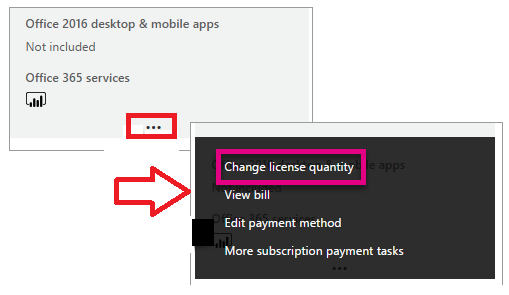 Office 2016 desktop & mobile apps
Not included
Office 365 services
...
Change license quantity
View bill
Edit payment method
More subscription payment tasks
...